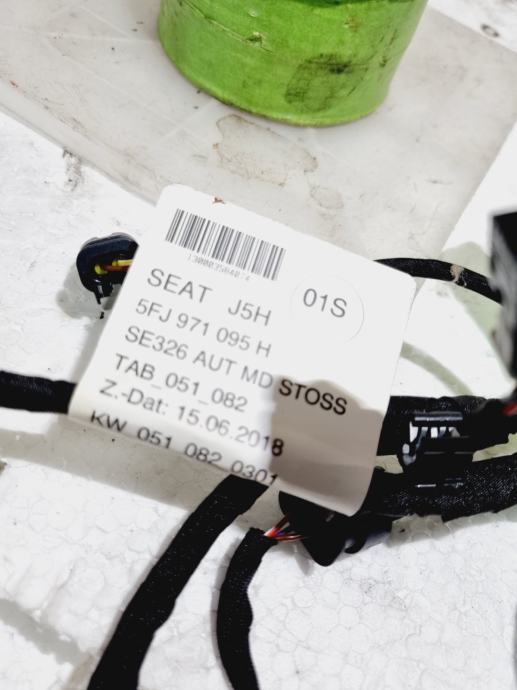 SEAT J5H
01S
5FJ 971 095 H
SE326 AUT MD STOSS
TAB_051_082
Z.-Dat: 15.06.2018
KW_051_082_0301